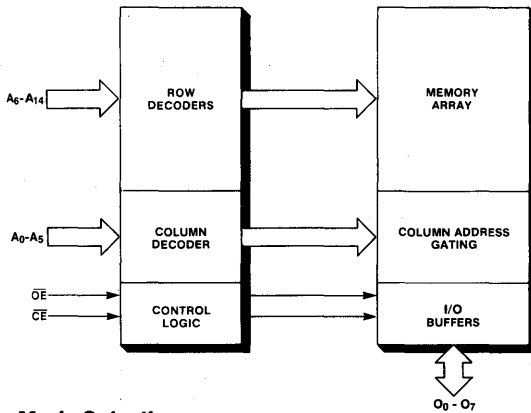 A6-A14
ROW
DECODERS
MEMORY
ARRAY
A0-A5
COLUMN
DECODER
COLUMN ADDRESS
GATING
OE
CE
CONTROL
LOGIC
I/O
BUFFERS
O0 - O7